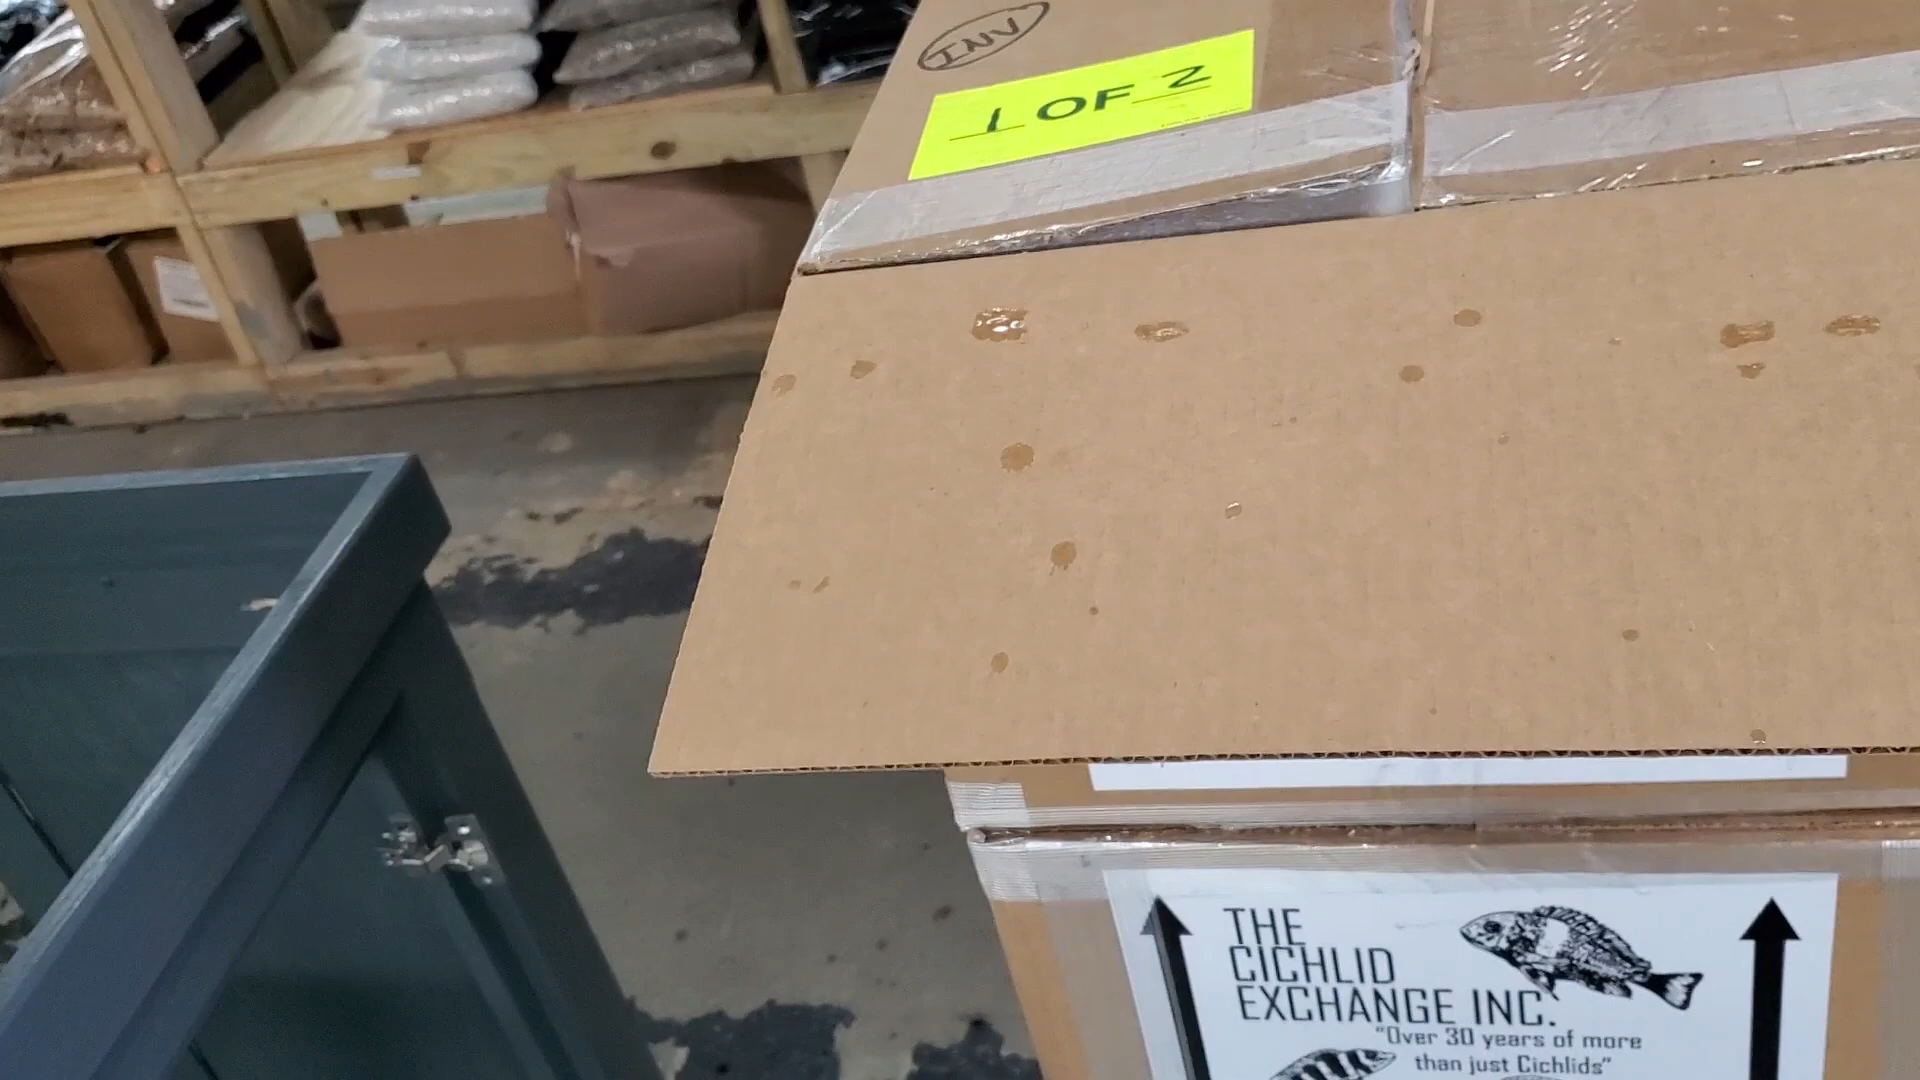 INV
1 OF 2
THE
CICHLID
EXCHANGE INC.
"Over 30 years of more
than just Cichlids"